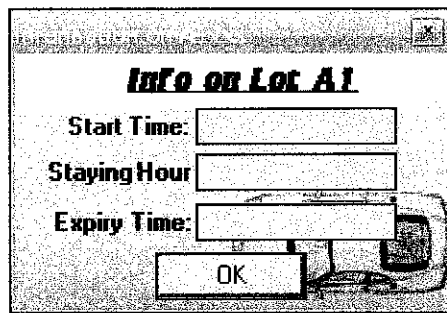 Info on Lot A1
Start Time:
Staying Hour
Expiry Time:
OK